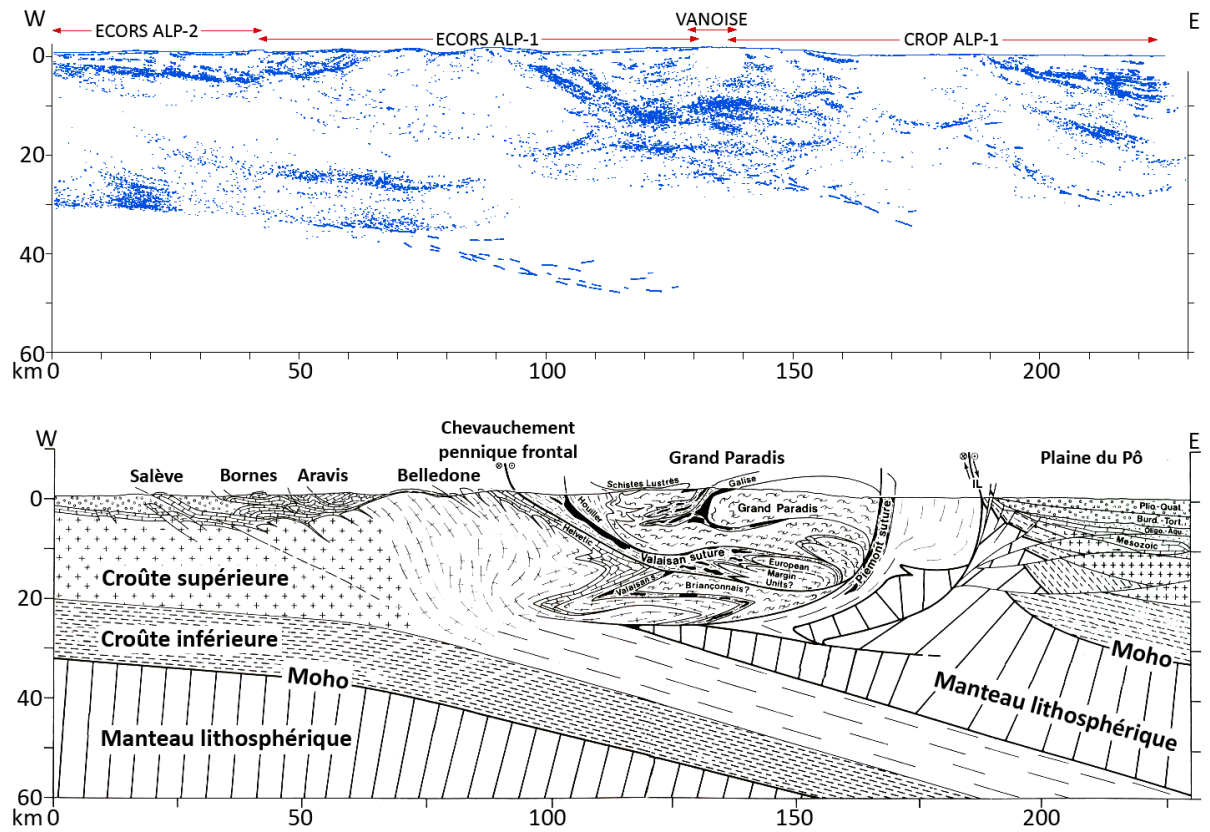 W
VANOISE
E
ECORS ALP-2
ECORS ALP-1
CROP ALP-1
0
20
40
60
km 0
50
100
150
200
W
Chevauchement
pennique frontal
Grand Paradis
Plaine du Pô
E
Salève
Bornes
Aravis
Belledone
IL
0
Schistes Lustrés
Galise
Houiller
Grand Paradis
Piemont suture
Plio-Quat.
Burd.-Tort.
Oligo-Aqu.
Mesozoic
Helvetic
Valaisan suture
European
Margin
Units?
Valaisan s.
Briançonnais?
Croûte supérieure
20
Croûte inférieure
Moho
Moho
40
Manteau lithosphérique
Manteau lithosphérique
60
km 0
50
100
150
200